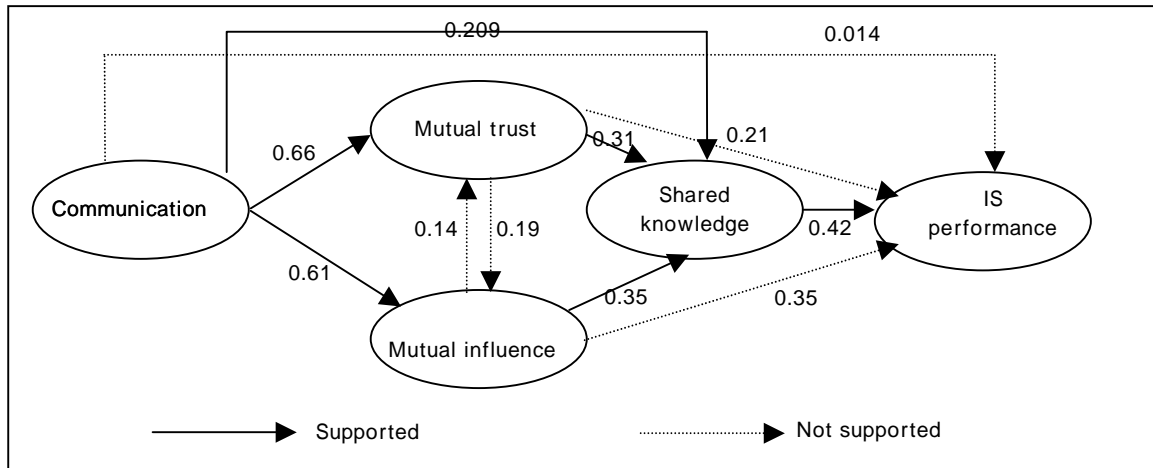 0.209
0.014
Mutual trust
0.31
0.21
0.66
Shared
knowledge
IS
performance
Communication
0.14
0.19
0.42
0.61
0.35
0.35
Mutual influence
Supported
Not supported